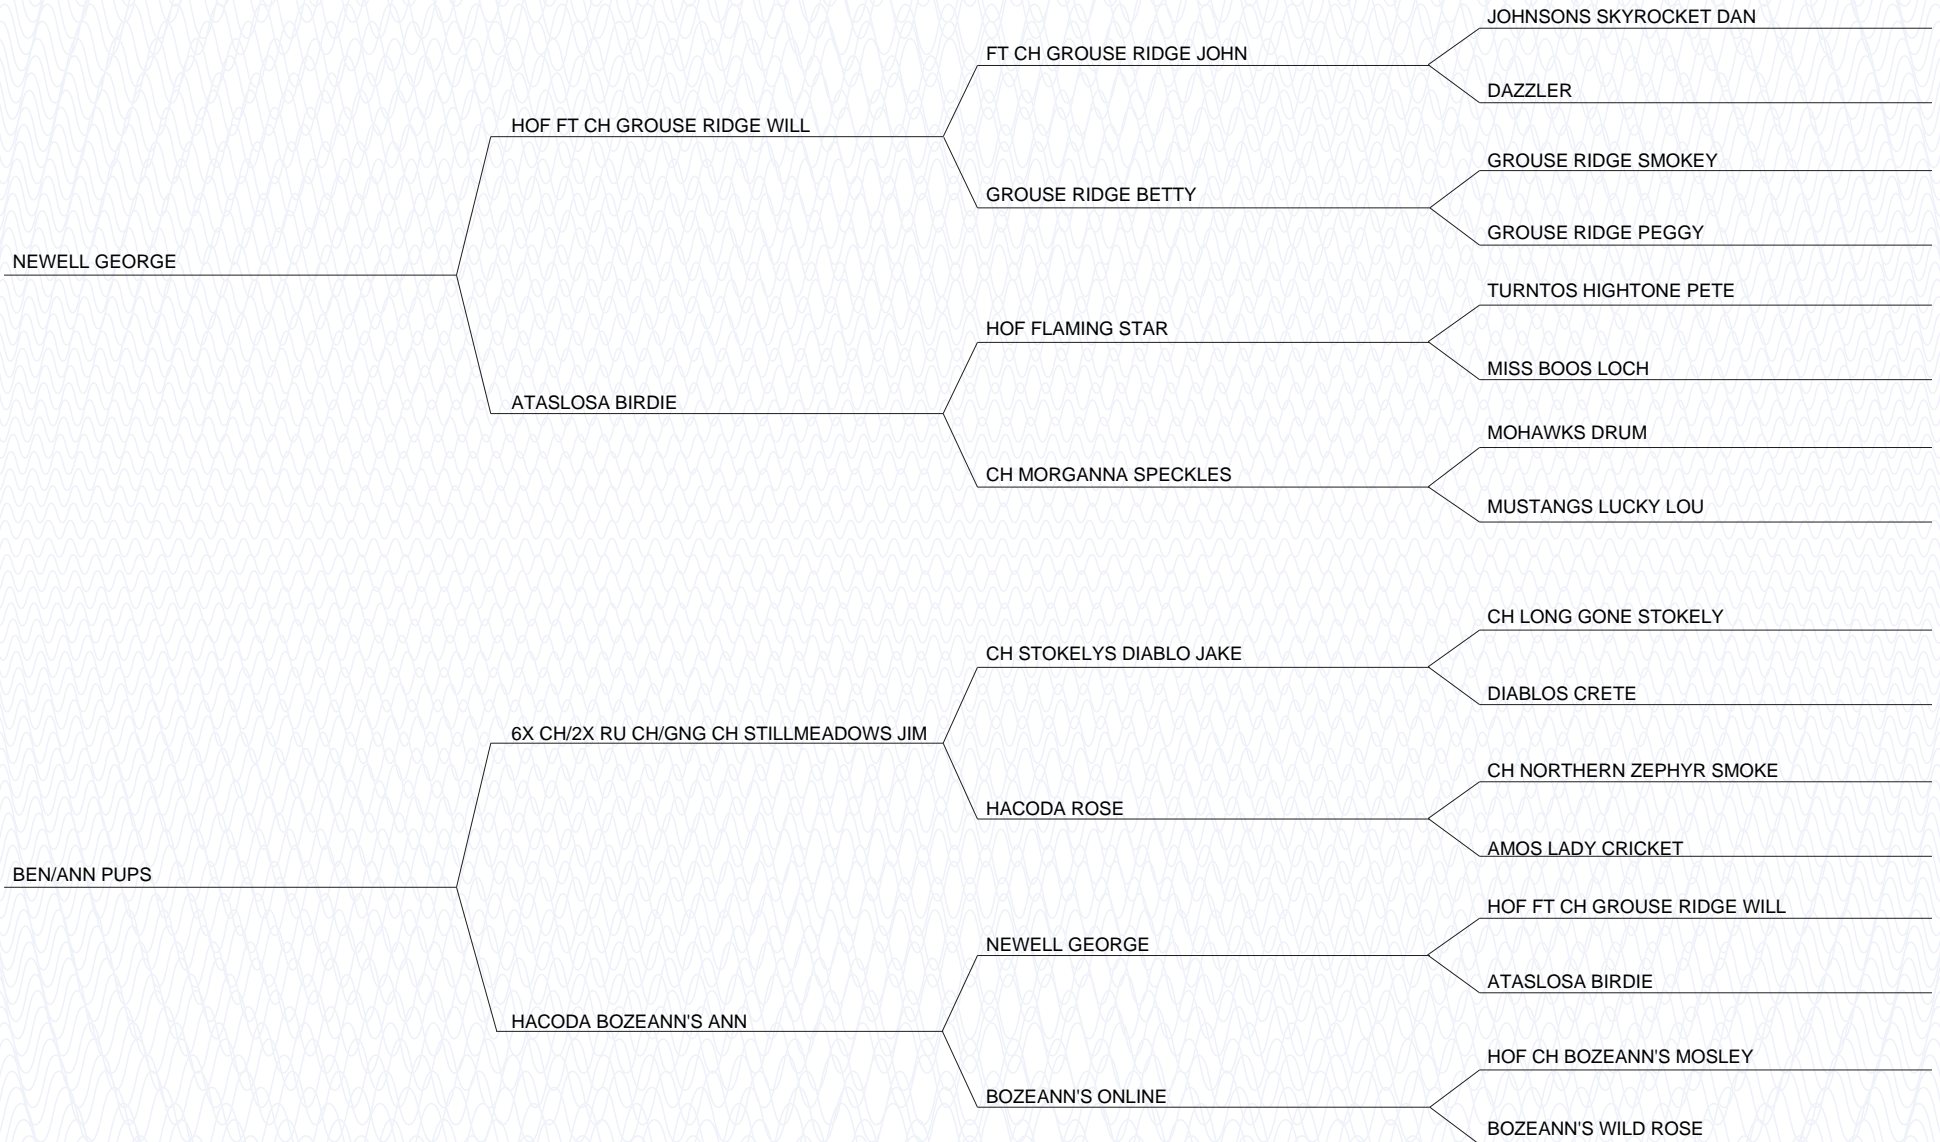 JOHNSONS SKYROCKET DAN
FT CH GROUSE RIDGE JOHN
DAZZLER
HOF FT CH GROUSE RIDGE WILL
GROUSE RIDGE SMOKEY
GROUSE RIDGE BETTY
GROUSE RIDGE PEGGY
NEWELL GEORGE
TURNTOS HIGHTONE PETE
HOF FLAMING STAR
MISS BOOS LOCH
ATASLOSA BIRDIE
MOHAWKS DRUM
CH MORGANNA SPECKLES
MUSTANGS LUCKY LOU
CH LONG GONE STOKELY
CH STOKELYS DIABLO JAKE
DIABLOS CRETE
6X CH/2X RU CH/GNG CH STILLMEADOWS JIM
CH NORTHERN ZEPHYR SMOKE
HACODA ROSE
AMOS LADY CRICKET
BEN/ANN PUPS
HOF FT CH GROUSE RIDGE WILL
NEWELL GEORGE
ATASLOSA BIRDIE
HACODA BOZEANN'S ANN
HOF CH BOZEANN'S MOSLEY
BOZEANN'S ONLINE
BOZEANN'S WILD ROSE